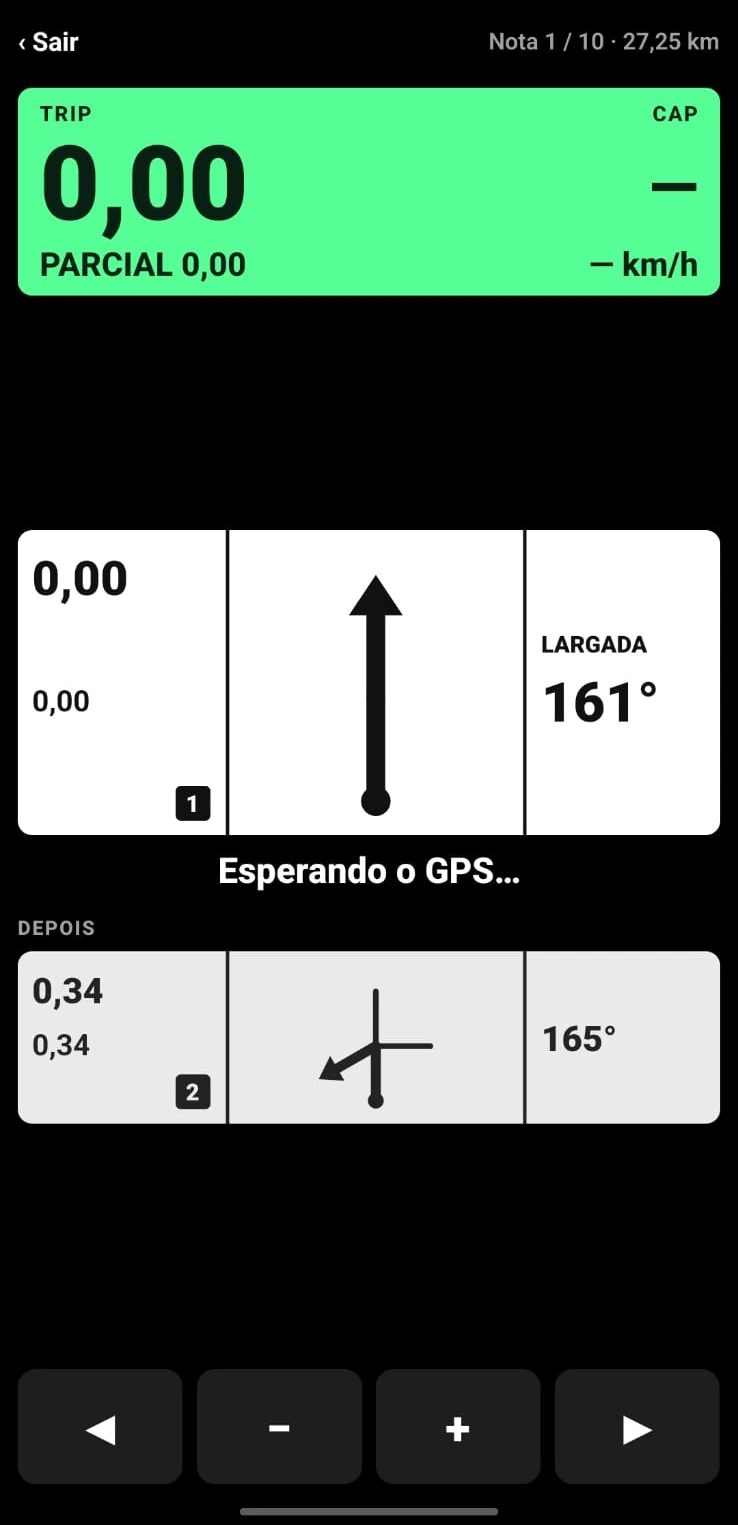 ‹ Sair
Nota 1 / 10 · 27,25 km
TRIP
CAP
0,00
–
PARCIAL 0,00
– km/h
0,00
0,00
1
LARGADA
161°
Esperando o GPS...
DEPOIS
0,34
0,34
2
165°
◀ − + ▶